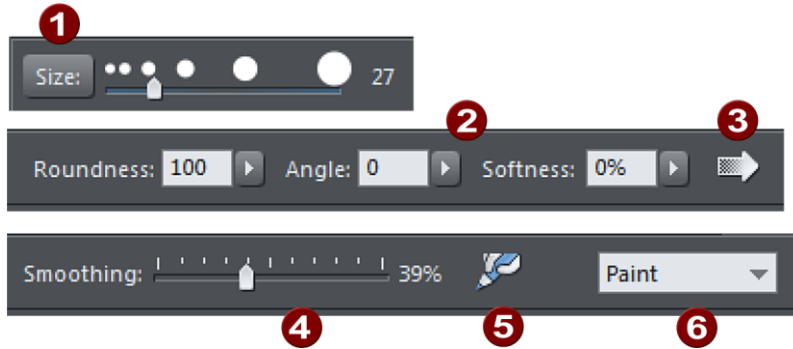 1
Size: 27
2 3
Roundness: 100 Angle: 0 Softness: 0%
Smoothing: 39% Paint
4 5 6